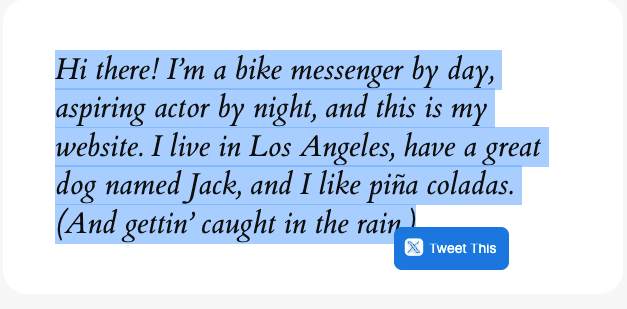 Hi there! I’m a bike messenger by day,
aspiring actor by night, and this is my
website. I live in Los Angeles, have a great
dog named Jack, and I like piña coladas.
(And gettin’ caught in the rain.)
Tweet This